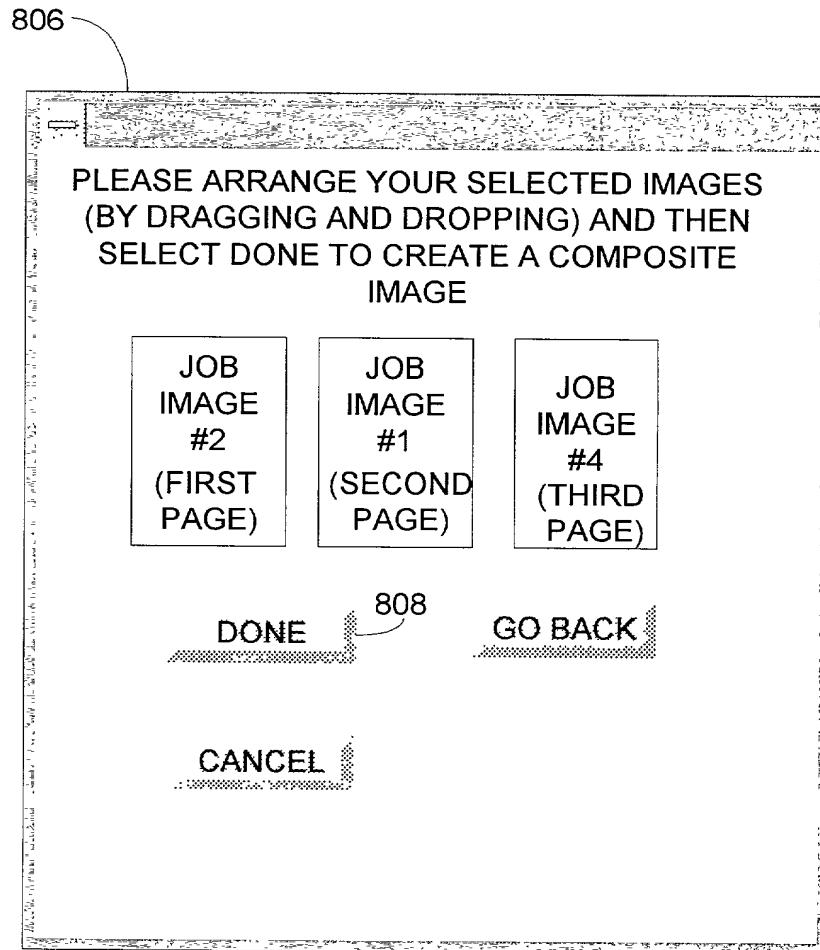 806
PLEASE ARRANGE YOUR SELECTED IMAGES
(BY DRAGGING AND DROPPING) AND THEN
SELECT DONE TO CREATE A COMPOSITE
IMAGE
JOB
IMAGE
#2
(FIRST
PAGE)
JOB
IMAGE
#1
(SECOND
PAGE)
JOB
IMAGE
#4
(THIRD
PAGE)
DONE
808
GO BACK
CANCEL